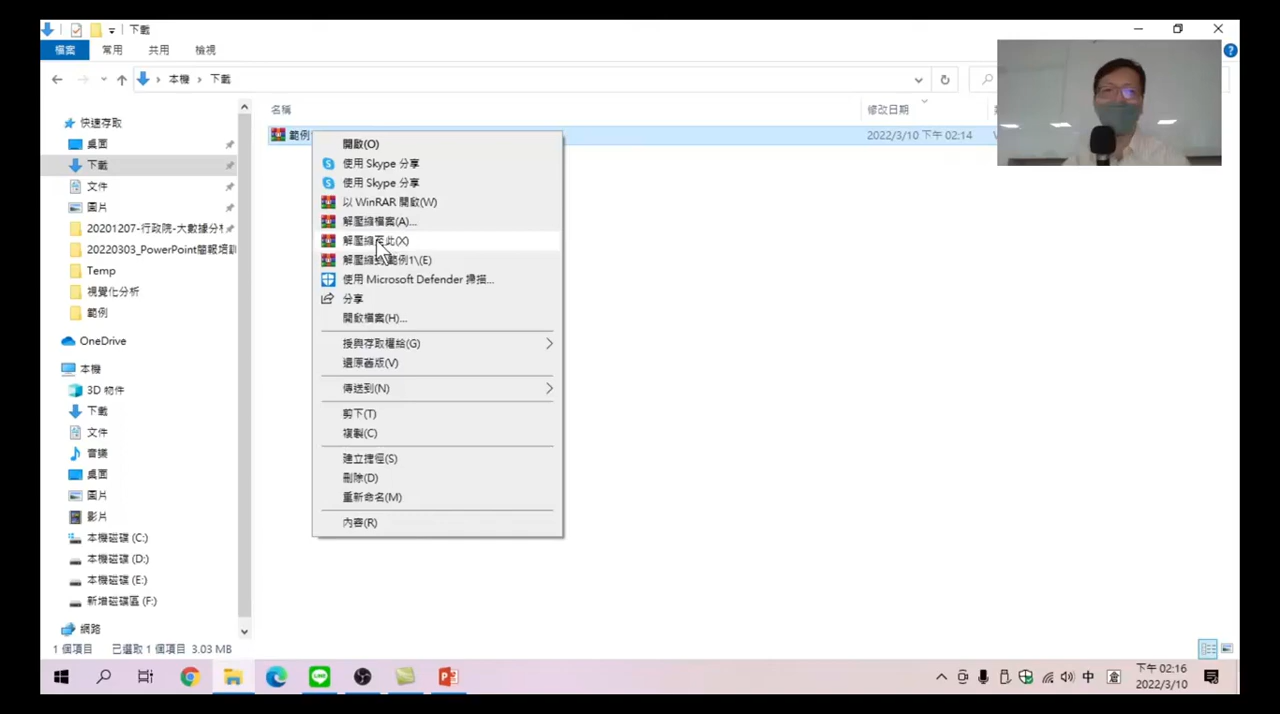 下載
檔案 常用 共用 檢視
本機 › 下載
名稱 修改日期
快速存取
桌面
下載
文件
圖片
20201207-行政院-大數據分
20220303_PowerPoint簡報培訓
Temp
視覺化分析
範例
OneDrive
本機
3D 物件
下載
文件
音樂
桌面
圖片
影片
本機磁碟 (C:)
本機磁碟 (D:)
本機磁碟 (E:)
新增磁碟區 (F:)
網路
範例 2022/3/10 下午 02:14
開啟(O)
使用 Skype 分享
使用 Skype 分享
以 WinRAR 開啟(W)
解壓縮檔案(A)...
解壓縮至此(X)
解壓縮到 範例1\(E)
使用 Microsoft Defender 掃描...
分享
開啟檔案(H)...
授與存取權給(G)
還原舊版(V)
傳送到(N)
剪下(T)
複製(C)
建立捷徑(S)
刪除(D)
重新命名(M)
內容(R)
1 個項目 已選取 1 個項目 3.03 MB
中 倉 下午 02:16
2022/3/10